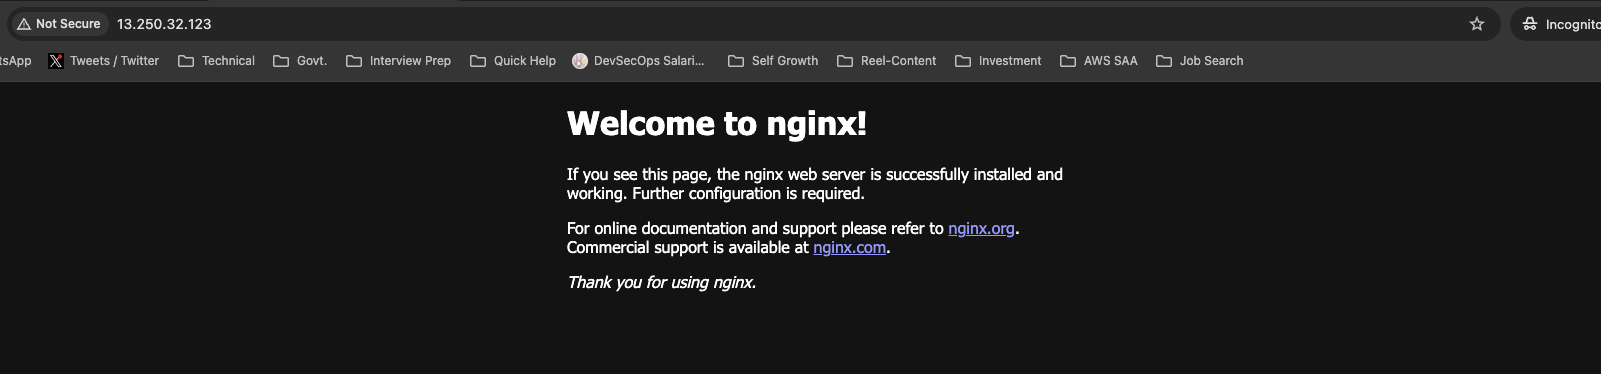 Not Secure 13.250.32.123 Incognito
tsApp Tweets / Twitter Technical Govt. Interview Prep Quick Help DevSecOps Salari... Self Growth Reel-Content Investment AWS SAA Job Search
Welcome to nginx!
If you see this page, the nginx web server is successfully installed and
working. Further configuration is required.
For online documentation and support please refer to nginx.org.
Commercial support is available at nginx.com.
Thank you for using nginx.